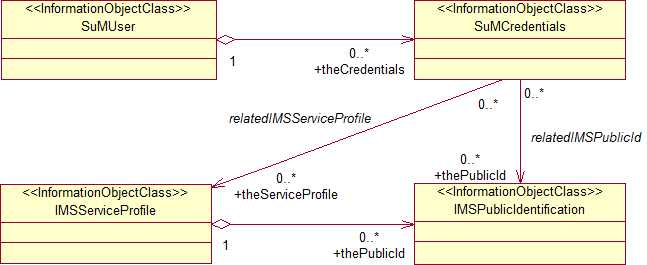 <<InformationObjectClass>>
SuMUser
<<InformationObjectClass>>
SuMCredentials
1
0..*
+theCredentials
0..*
0..*
relatedIMSServiceProfile
relatedIMSPublicId
0..*
+theServiceProfile
0..*
+thePublicId
<<InformationObjectClass>>
IMSServiceProfile
<<InformationObjectClass>>
IMSPublicIdentification
1
0..*
+thePublicId